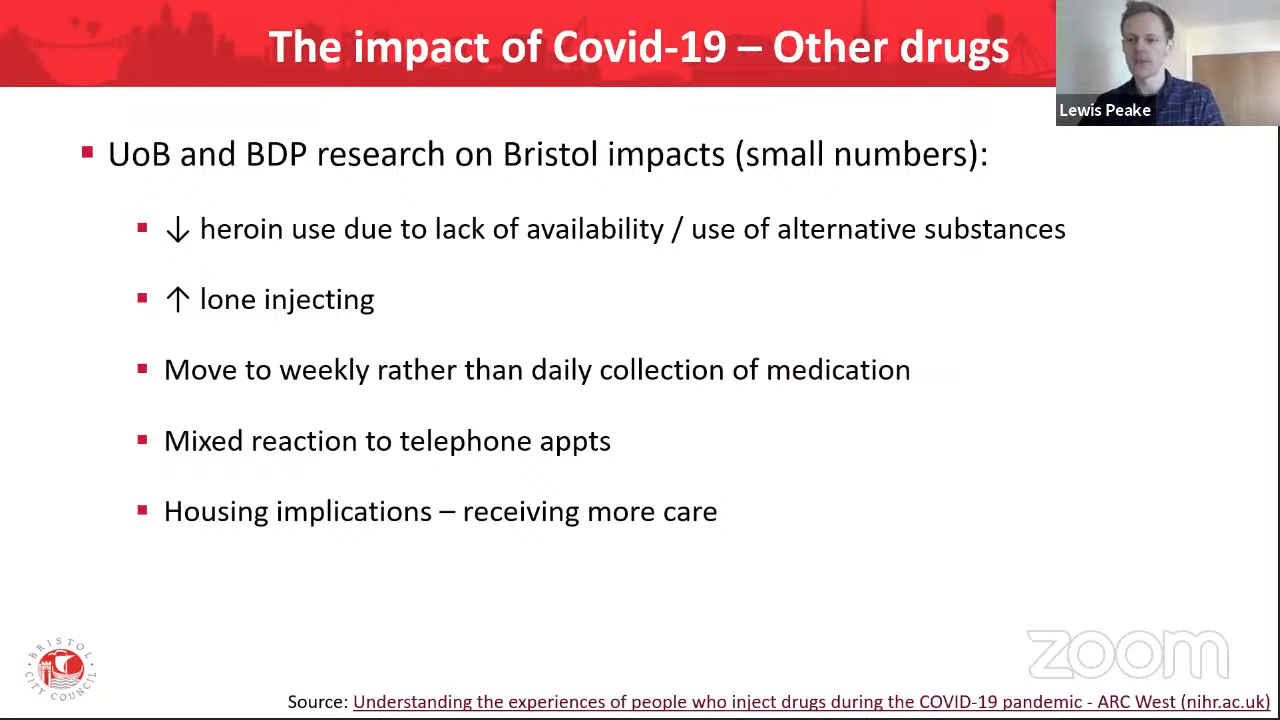 The impact of Covid-19 – Other drugs
Lewis Peake
▪ UoB and BDP research on Bristol impacts (small numbers):
▪ ↓ heroin use due to lack of availability / use of alternative substances
▪ ↑ lone injecting
▪ Move to weekly rather than daily collection of medication
▪ Mixed reaction to telephone appts
▪ Housing implications – receiving more care
BRISTOL
CITY COUNCIL
zoom
Source: Understanding the experiences of people who inject drugs during the COVID-19 pandemic - ARC West (nihr.ac.uk)